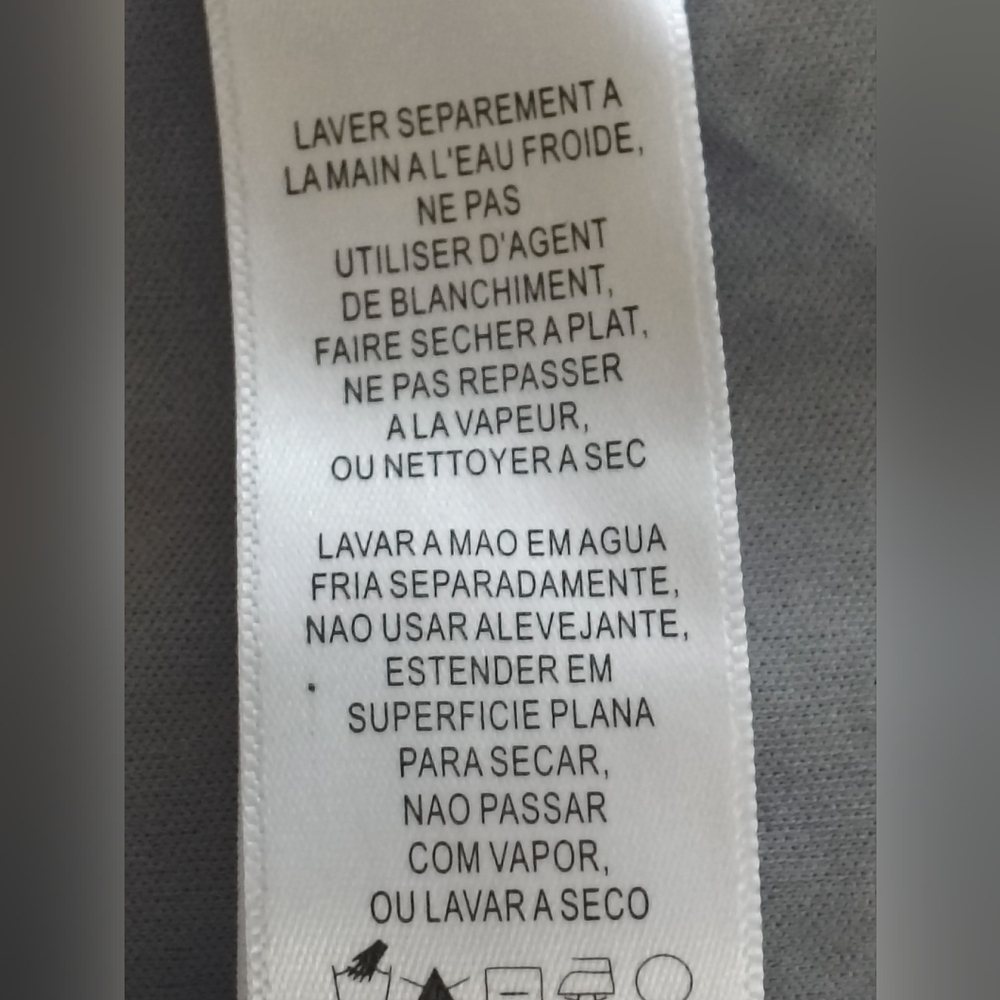 LAVER SEPAREMENT A
LA MAIN A L'EAU FROIDE,
NE PAS
UTILISER D'AGENT
DE BLANCHIMENT,
FAIRE SECHER A PLAT,
NE PAS REPASSER
A LA VAPEUR,
OU NETTOYER A SEC
LAVAR A MAO EM AGUA
FRIA SEPARADAMENTE,
NAO USAR ALEVEJANTE,
ESTENDER EM
SUPERFICIE PLANA
PARA SECAR,
NAO PASSAR
COM VAPOR,
OU LAVAR A SECO